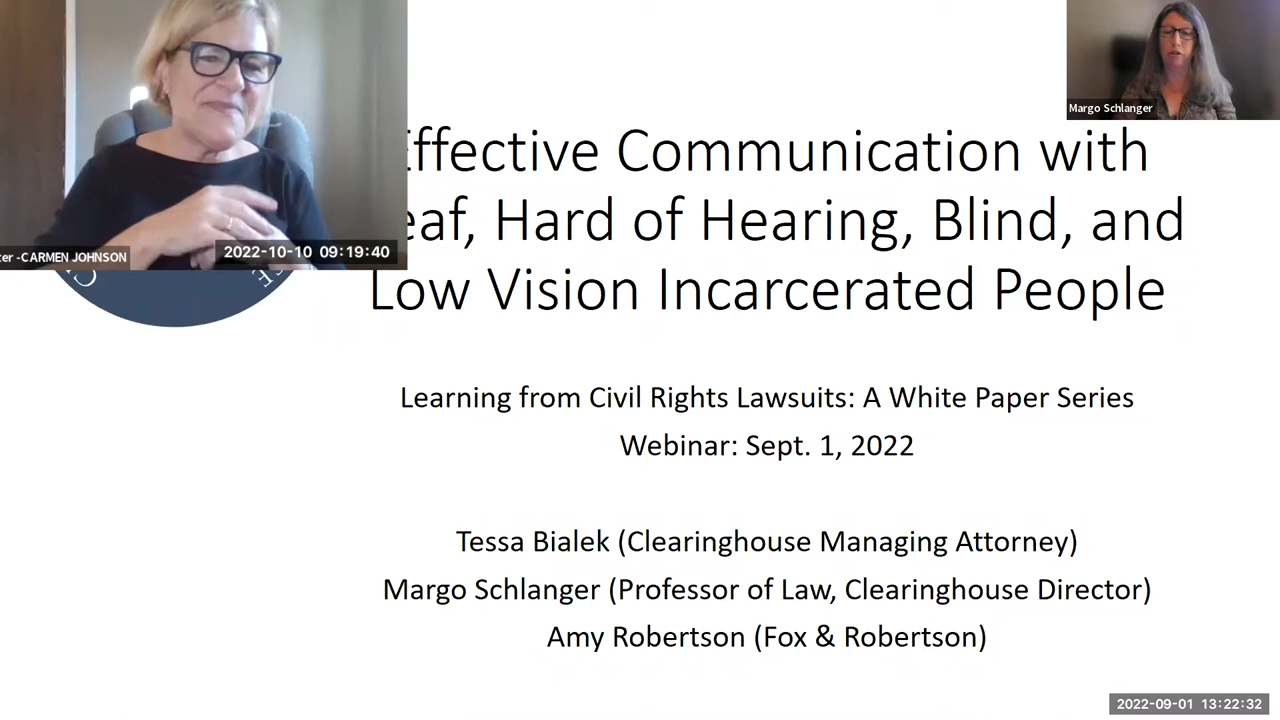 Margo Schlanger
ter -CARMEN JOHNSON
2022-10-10 09:19:40
Effective Communication with
eaf, Hard of Hearing, Blind, and
Low Vision Incarcerated People
Learning from Civil Rights Lawsuits: A White Paper Series
Webinar: Sept. 1, 2022
Tessa Bialek (Clearinghouse Managing Attorney)
Margo Schlanger (Professor of Law, Clearinghouse Director)
Amy Robertson (Fox & Robertson)
2022-09-01 13:22:32